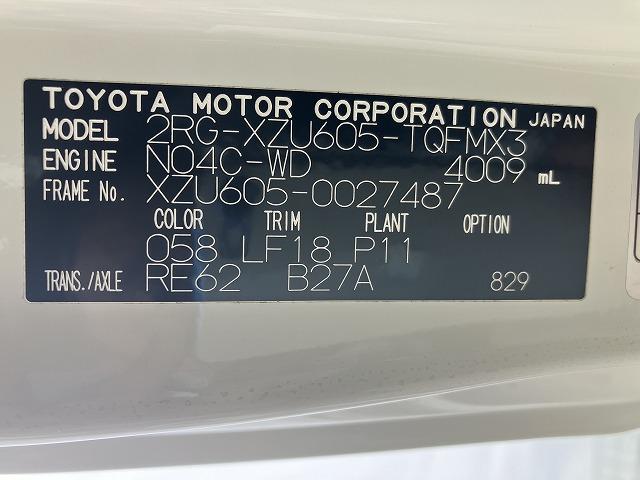 TOYOTA MOTOR CORPORATION JAPAN
MODEL 2RG-XZU605-TQFMX3
ENGINE N04C-WD 4009 mL
FRAME No. XZU605-0027487
COLOR TRIM PLANT OPTION
058 LF18 P11
TRANS./AXLE RE62 B27A 829